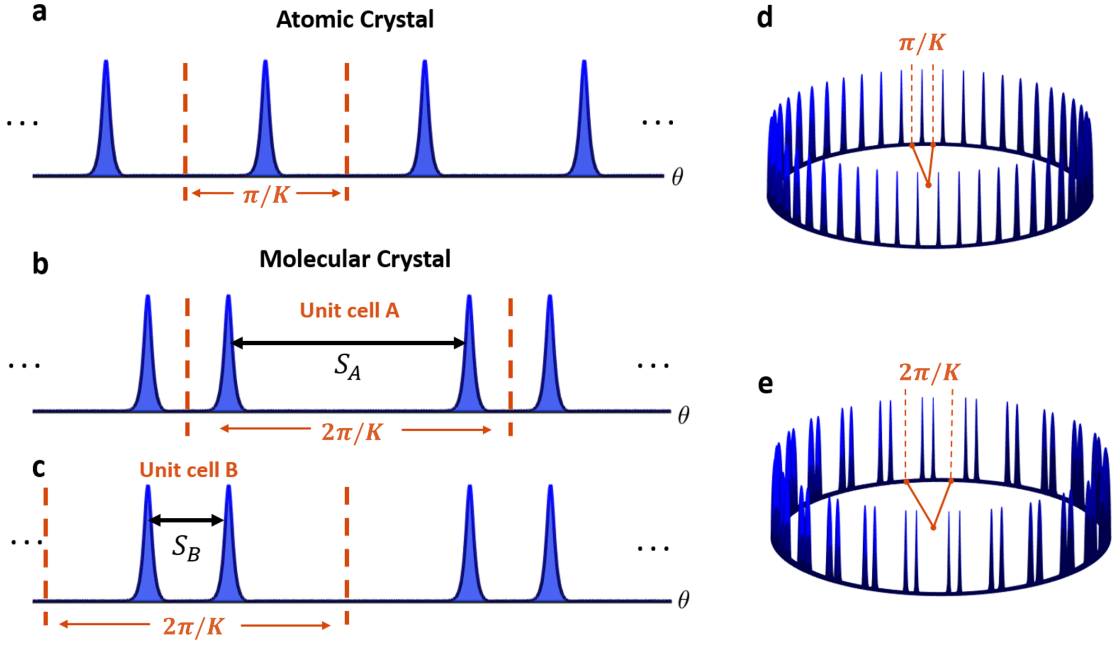 a
Atomic Crystal
... ...
θ
π/K
b
Molecular Crystal
Unit cell A
S_A
... ...
θ
2π/K
c
Unit cell B
S_B
... ...
θ
2π/K
d
π/K
e
2π/K